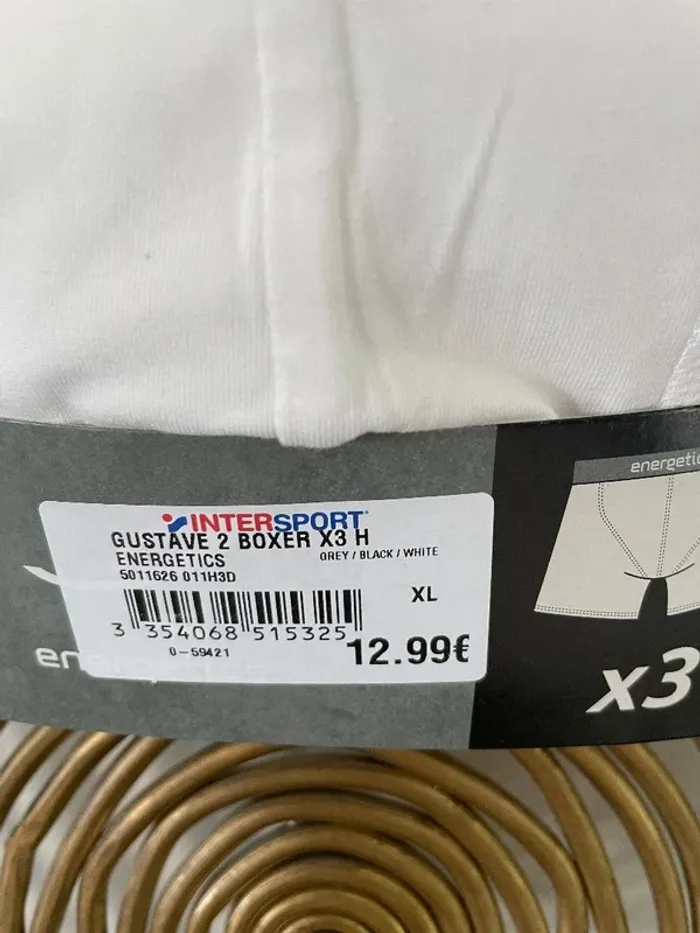 energetic
INTERSPORT
GUSTAVE 2 BOXER X3 H
ENERGETICS GREY / BLACK / WHITE
5011626 011H3D
XL
3 354068 515325
0-59421
12.99€
en
x3